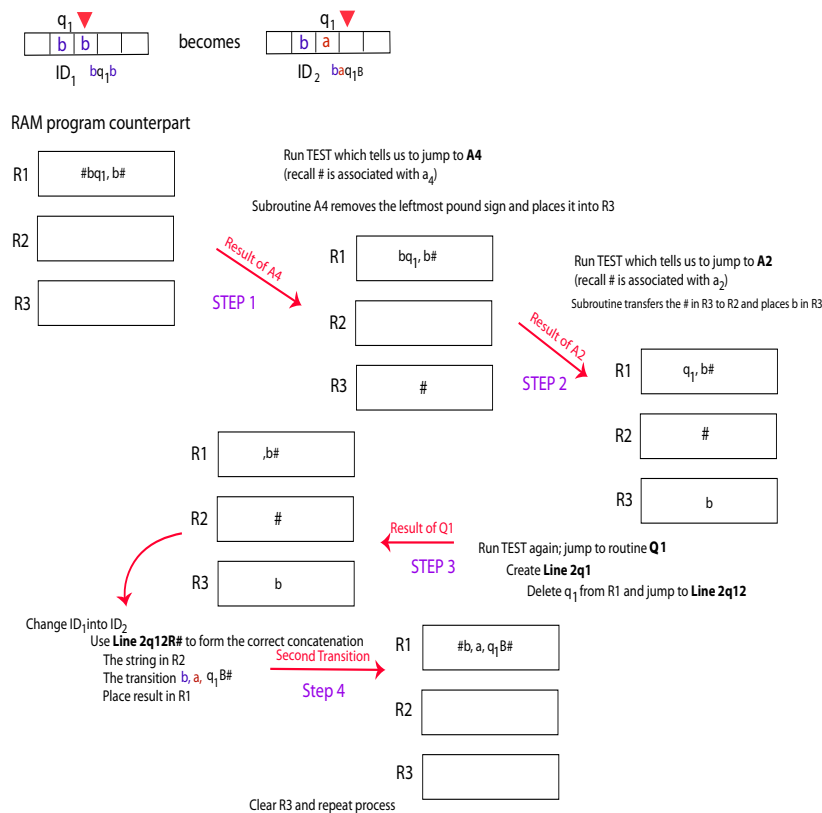 q1 q1
b b becomes b a
ID1 bq1b ID2 baq1B
RAM program counterpart
R1 #bq1, b#
R2
R3
Run TEST which tells us to jump to A4
(recall # is associated with a4)
Subroutine A4 removes the leftmost pound sign and places it into R3
Result of A4
STEP 1
R1 bq1, b#
R2
R3 #
Run TEST which tells us to jump to A2
(recall # is associated with a2)
Subroutine transfers the # in R3 to R2 and places b in R3
Result of A2
STEP 2
R1 q1, b#
R2 #
R3 b
Run TEST again; jump to routine Q1
Create Line 2q1
Delete q1 from R1 and jump to Line 2q12
Result of Q1
STEP 3
R1 ,b#
R2 #
R3 b
Change ID1into ID2
Use Line 2q12R# to form the correct concatenation
The string in R2
The transition b, a, q1B#
Place result in R1
Second Transition
Step 4
R1 #b, a, q1B#
R2
R3
Clear R3 and repeat process